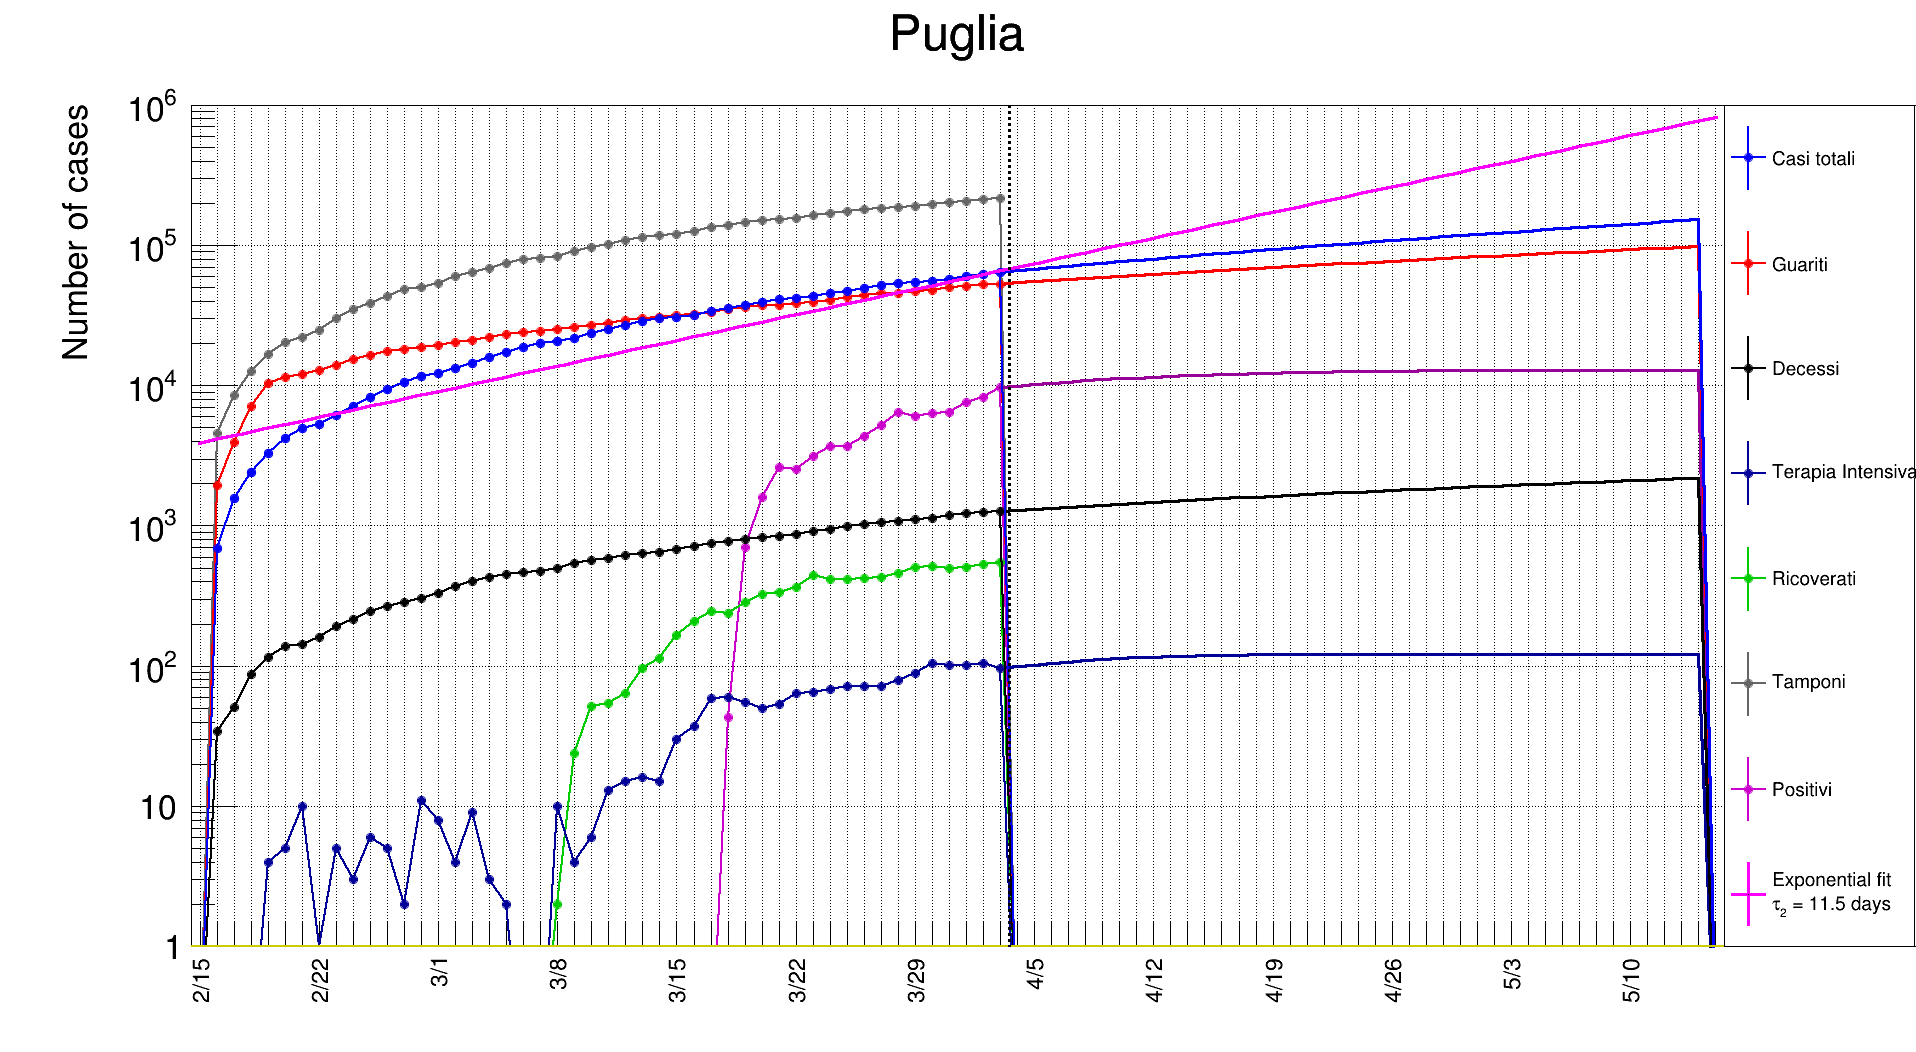 Puglia
Number of cases
10^6
10^5
10^4
10^3
10^2
10
1
2/15 2/22 3/1 3/8 3/15 3/22 3/29 4/5 4/12 4/19 4/26 5/3 5/10
Casi totali
Guariti
Decessi
Terapia Intensiva
Ricoverati
Tamponi
Positivi
Exponential fit
τ_2 = 11.5 days